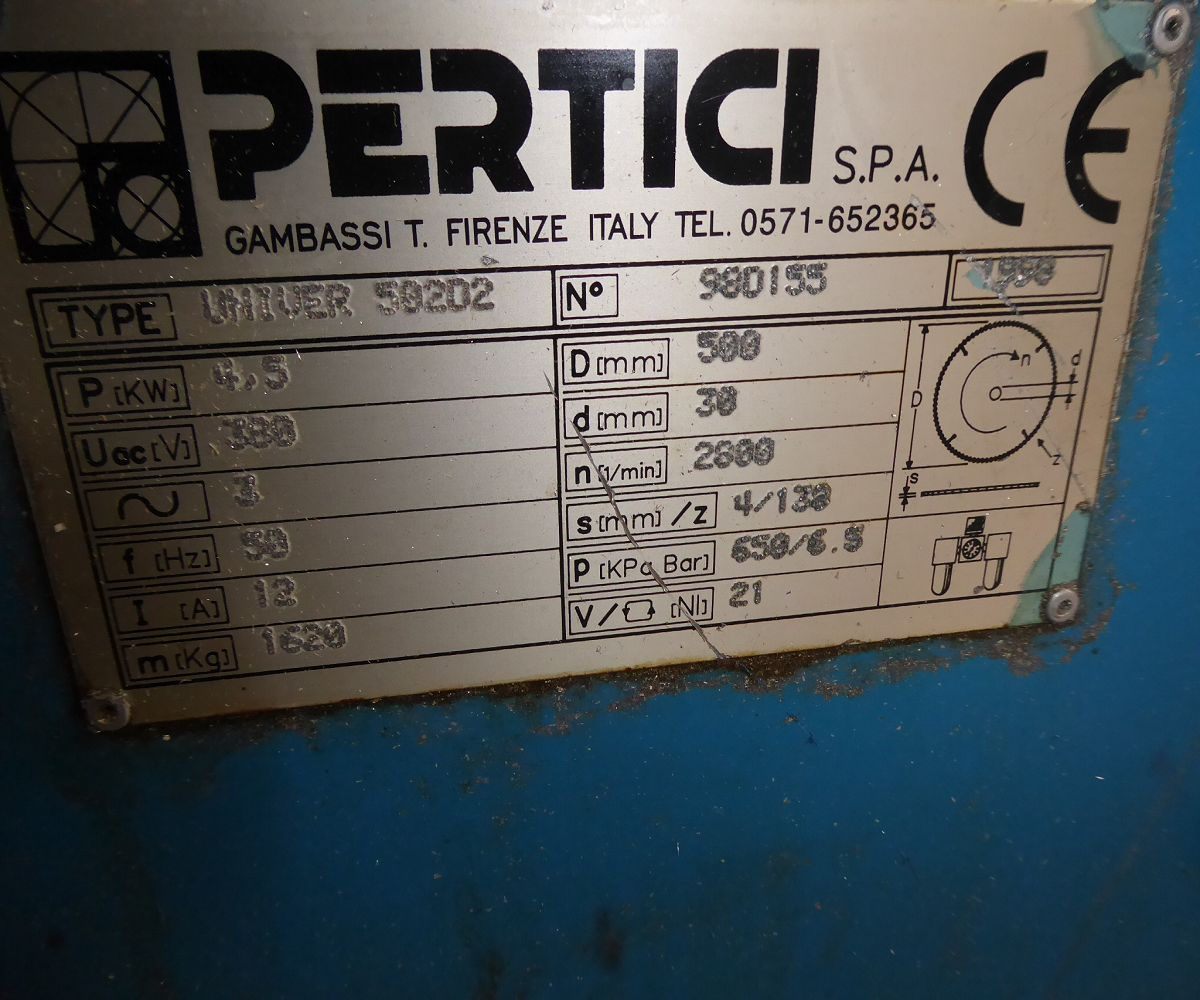 PERTICI S.P.A. CE
GAMBASSI T. FIRENZE ITALY TEL. 0571-652365
TYPE UNIVER 502D2 N° 980155 1998
P [KW] 4,5 D [mm] 500
Uac [V] 380 d [mm] 30
~ 3 n [1/min] 2800
f [Hz] 50 s [mm] /z 4/130
I [A] 12 P [KPa Bar] 650/6.5
m [Kg] 1620 V/ [Nl] 21
D n d z s